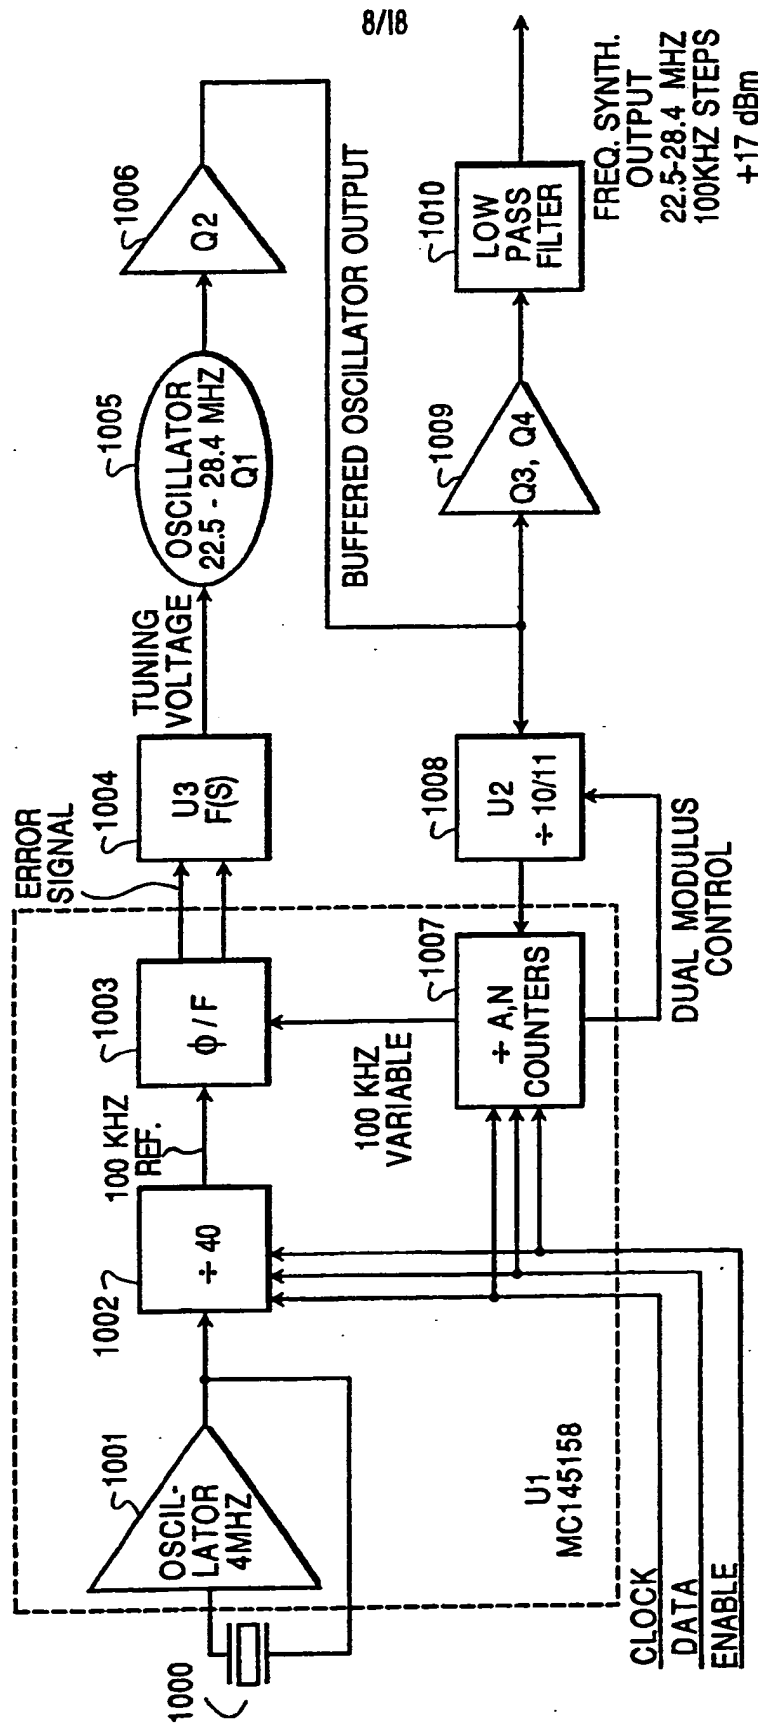 8/18
1000
1001
OSCIL-
LATOR
4MHZ
1002
÷ 40
100 KHZ
REF.
1003
ϕ / F
ERROR
SIGNAL
1004
U3
F(S)
TUNING
VOLTAGE
1005
OSCILLATOR
22.5 - 28.4 MHZ
Q1
1006
Q2
BUFFERED OSCILLATOR OUTPUT
U1
MC145158
100 KHZ
VARIABLE
1007
÷ A,N
COUNTERS
1008
U2
÷ 10/11
DUAL MODULUS
CONTROL
1009
Q3, Q4
1010
LOW
PASS
FILTER
FREQ. SYNTH.
OUTPUT
22.5-28.4 MHZ
100KHZ STEPS
+17 dBm
CLOCK
DATA
ENABLE